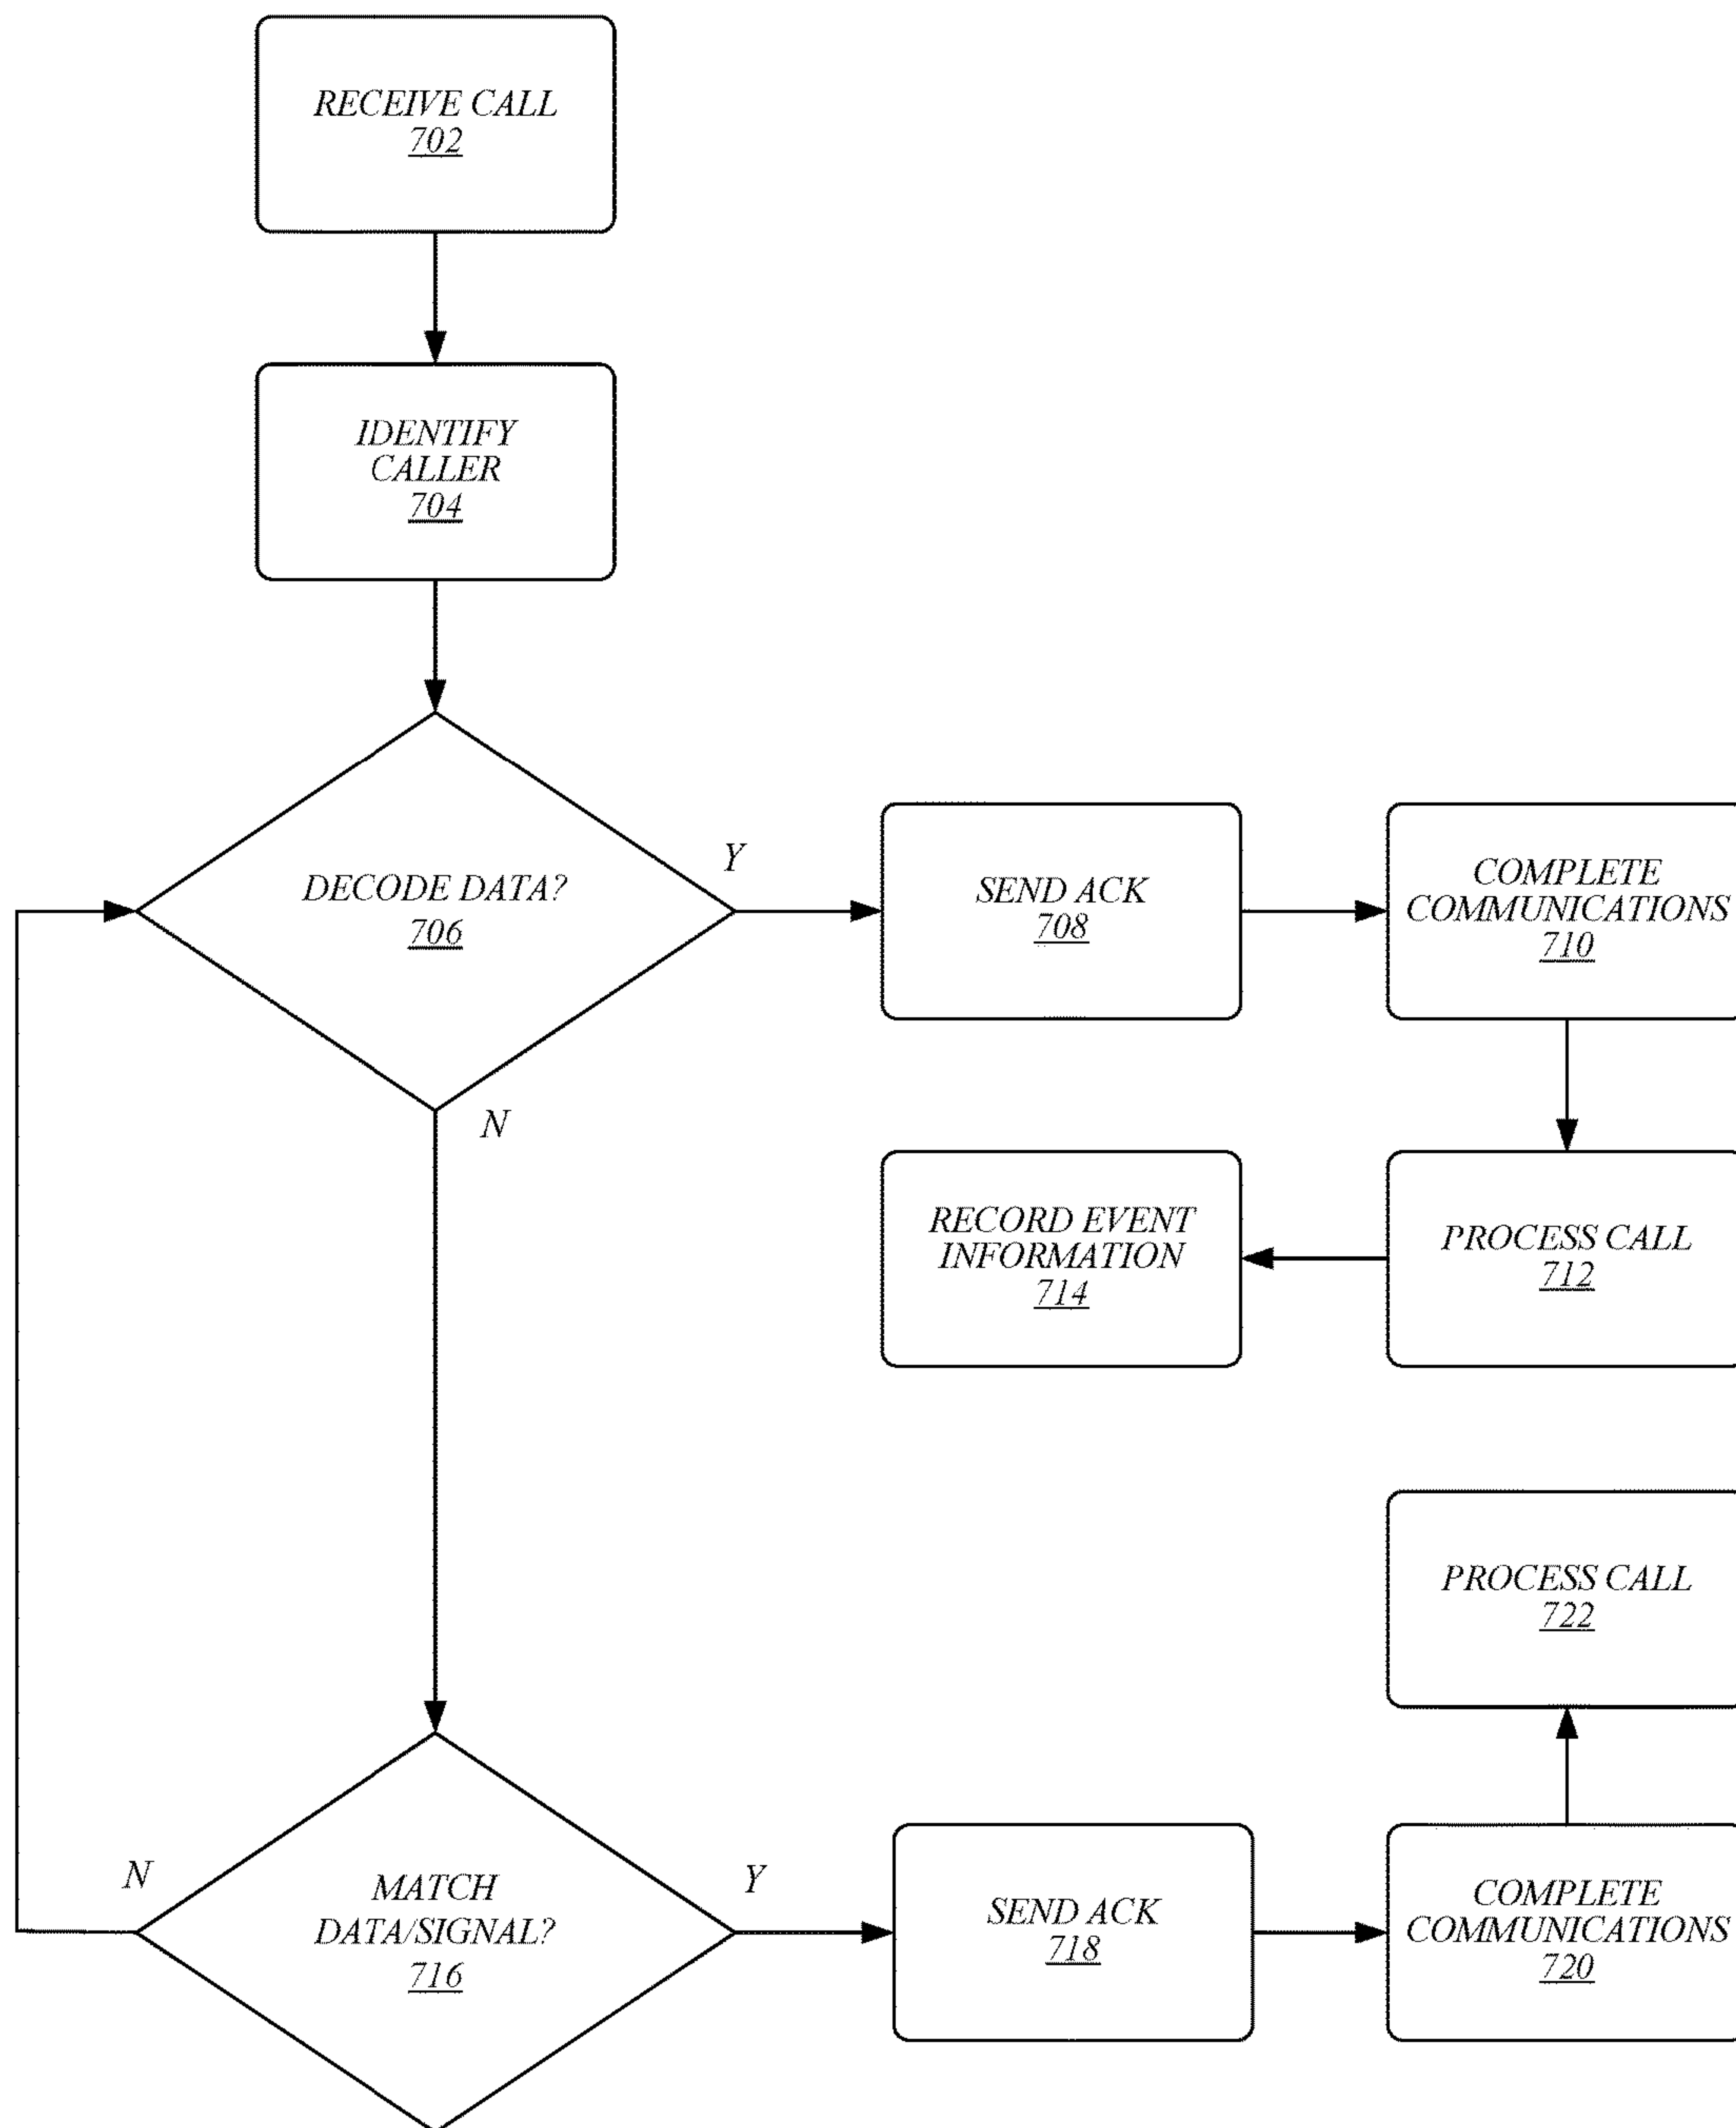 RECEIVE CALL
702
IDENTIFY
CALLER
704
DECODE DATA?
706
Y
N
SEND ACK
708
COMPLETE
COMMUNICATIONS
710
RECORD EVENT
INFORMATION
714
PROCESS CALL
712
PROCESS CALL
722
N
MATCH
DATA/SIGNAL?
716
Y
SEND ACK
718
COMPLETE
COMMUNICATIONS
720